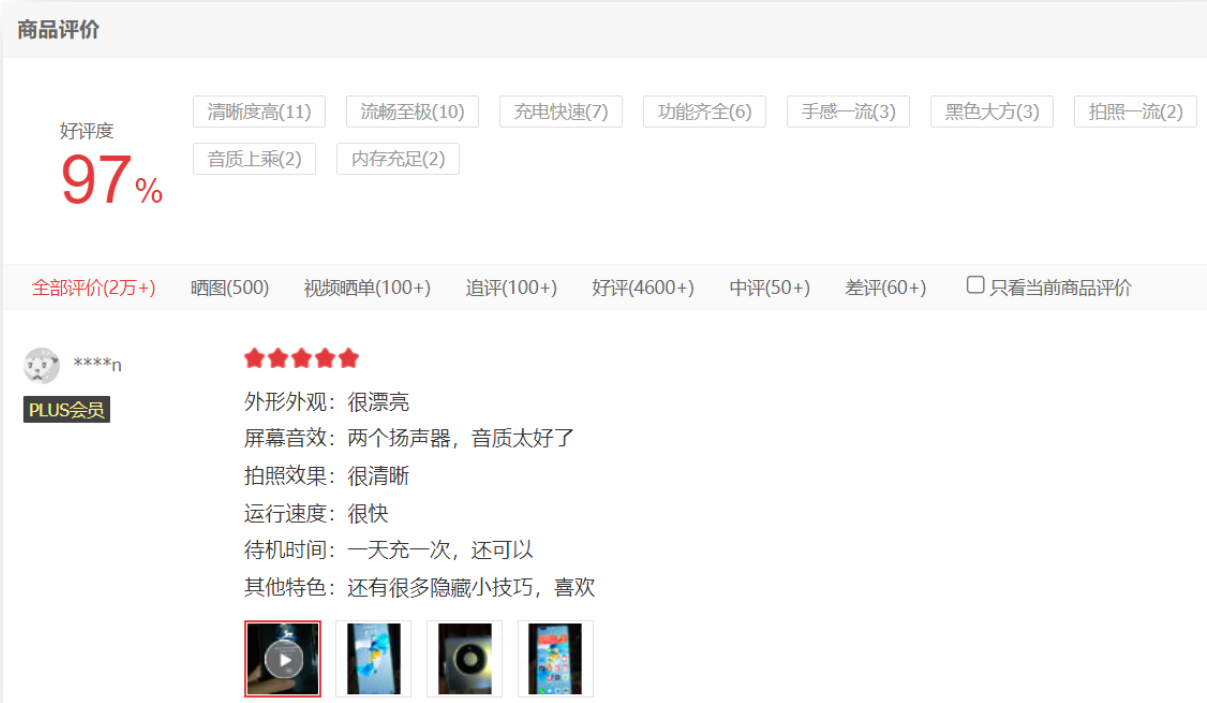 商品评价
好评度
97%
清晰度高(11) 流畅至极(10) 充电快速(7) 功能齐全(6) 手感一流(3) 黑色大方(3) 拍照一流(2)
音质上乘(2) 内存充足(2)
全部评价(2万+) 晒图(500) 视频晒单(100+) 追评(100+) 好评(4600+) 中评(50+) 差评(60+) 只看当前商品评价
****n
PLUS会员
外形外观：很漂亮
屏幕音效：两个扬声器，音质太好了
拍照效果：很清晰
运行速度：很快
待机时间：一天充一次，还可以
其他特色：还有很多隐藏小技巧，喜欢